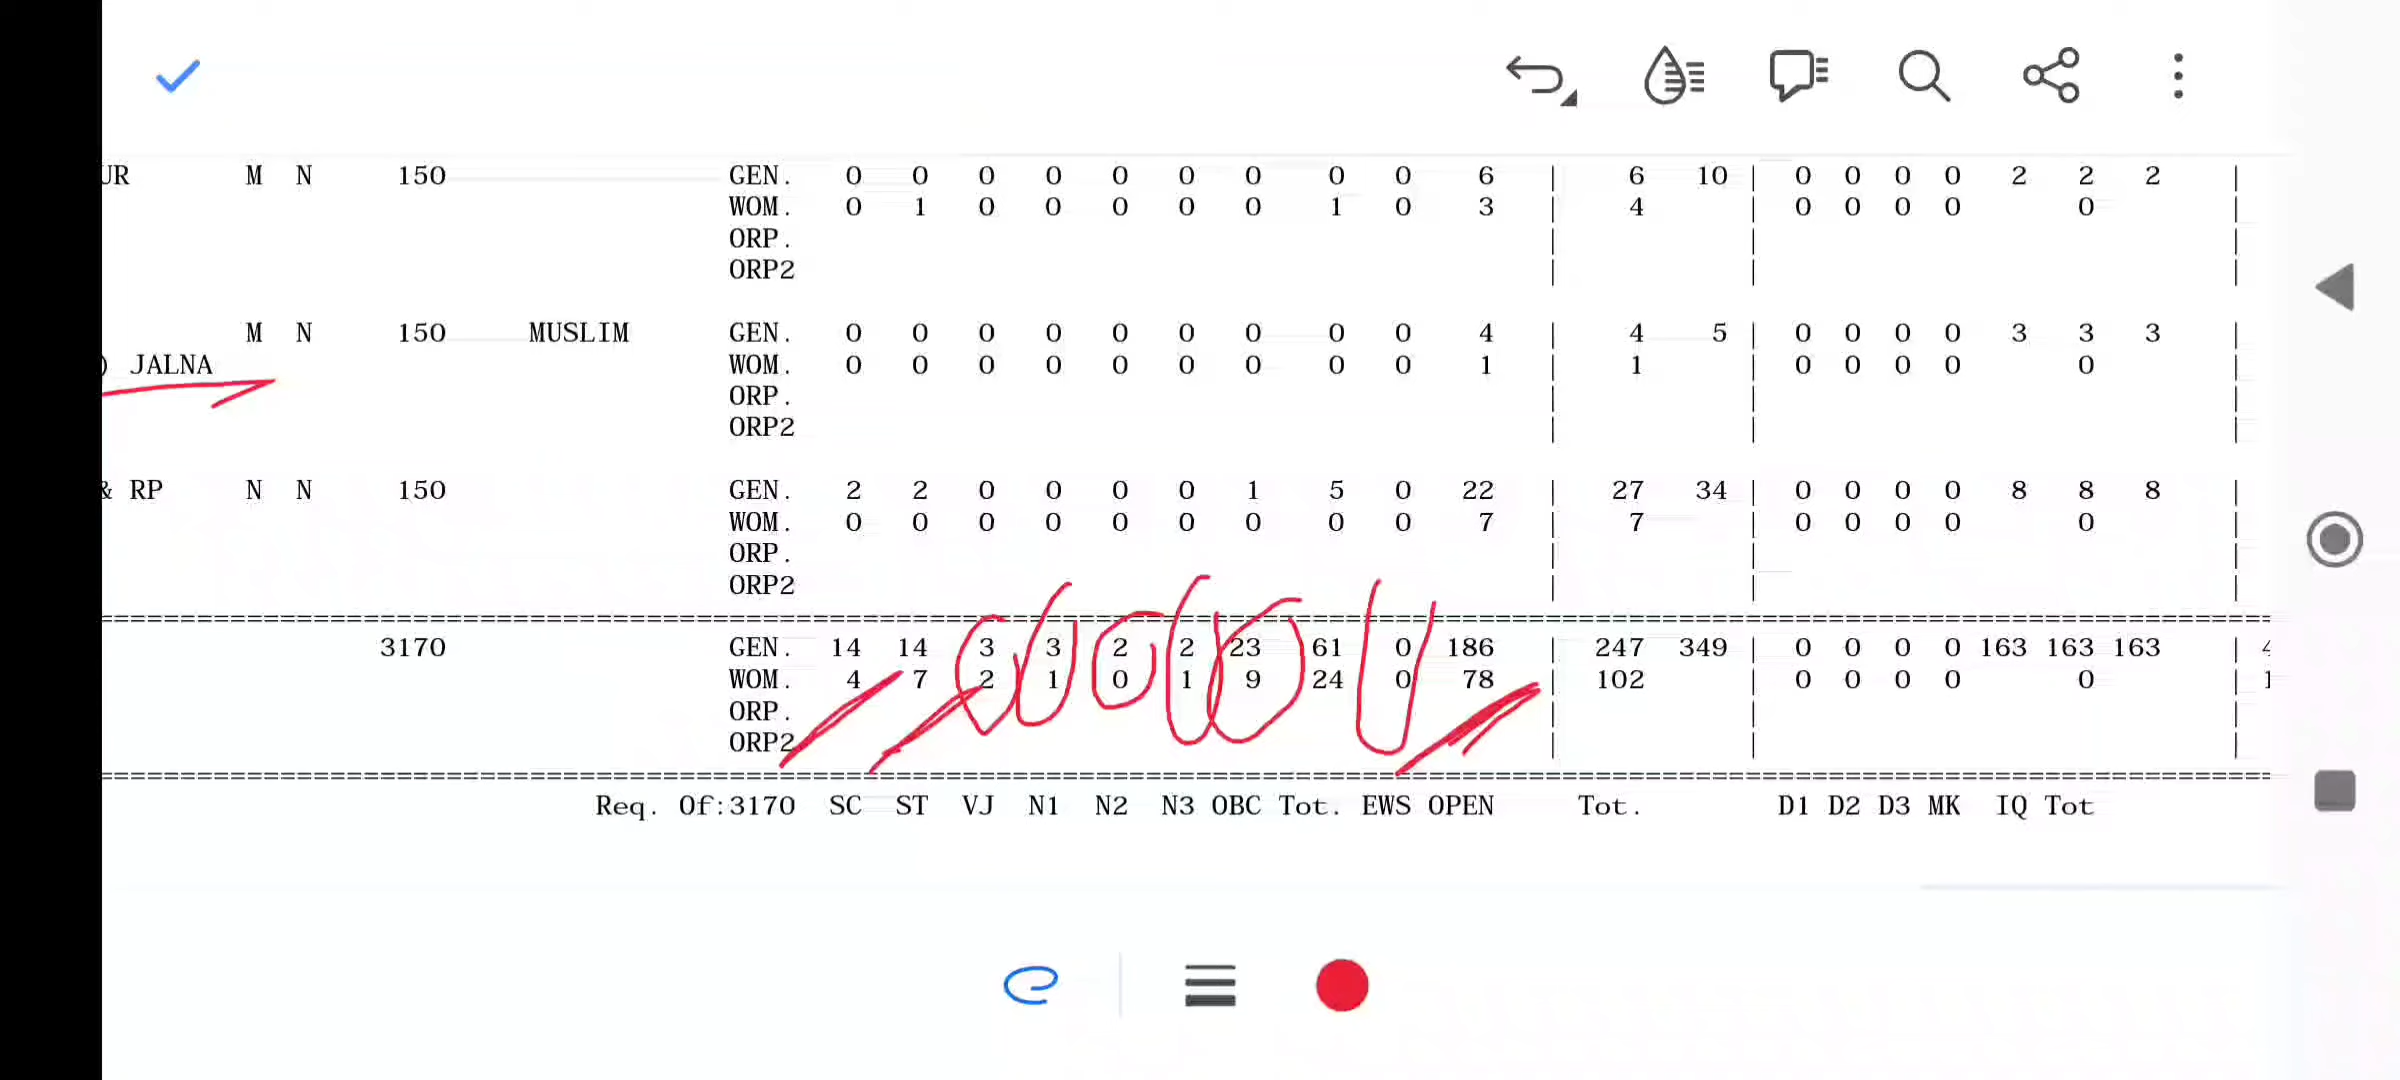 UR M N 150 GEN. 0 0 0 0 0 0 0 0 0 6 | 6 10 | 0 0 0 0 2 2 2 |
WOM. 0 1 0 0 0 0 0 1 0 3 | 4 | 0 0 0 0 0 |
ORP. | | |
ORP2 | | |
M N 150 MUSLIM GEN. 0 0 0 0 0 0 0 0 0 4 | 4 5 | 0 0 0 0 3 3 3 |
) JALNA WOM. 0 0 0 0 0 0 0 0 0 1 | 1 | 0 0 0 0 0 |
ORP. | | |
ORP2 | | |
& RP N N 150 GEN. 2 2 0 0 0 0 1 5 0 22 | 27 34 | 0 0 0 0 8 8 8 |
WOM. 0 0 0 0 0 0 0 0 0 7 | 7 | 0 0 0 0 0 |
ORP. | | |
ORP2 | | |
3170 GEN. 14 14 3 3 2 2 23 61 0 186 | 247 349 | 0 0 0 0 163 163 163 |
WOM. 4 7 2 1 0 1 9 24 0 78 | 102 | 0 0 0 0 0 |
ORP. | | |
ORP2 | | |
Req. Of:3170 SC ST VJ N1 N2 N3 OBC Tot. EWS OPEN Tot. D1 D2 D3 MK IQ Tot